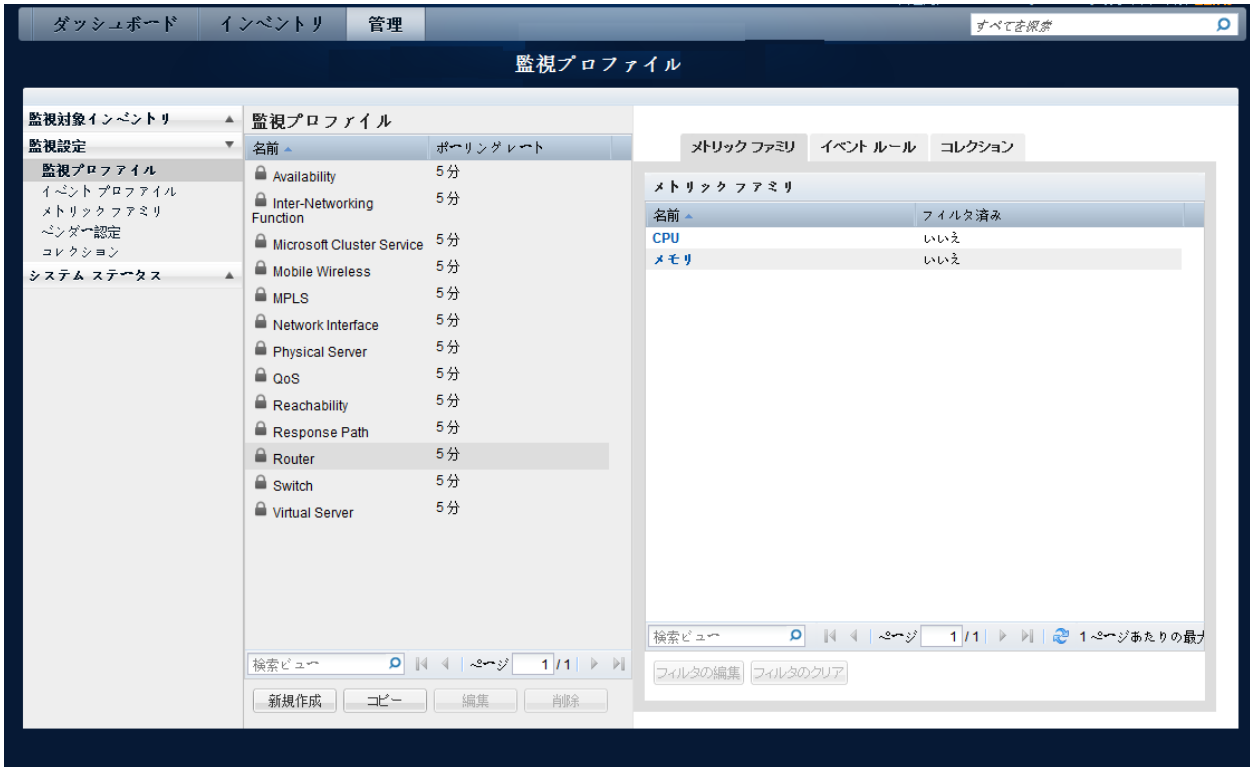 ダッシュボード インベントリ 管理
すべてを探索
監視プロファイル
監視対象インベントリ
監視設定
監視プロファイル
イベント プロファイル
メトリック ファミリ
ベンダー認定
コレクション
システム ステータス
監視プロファイル
名前 ポーリング レート
Availability 5 分
Inter-Networking 5 分
Function
Microsoft Cluster Service 5 分
Mobile Wireless 5 分
MPLS 5 分
Network Interface 5 分
Physical Server 5 分
QoS 5 分
Reachability 5 分
Response Path 5 分
Router 5 分
Switch 5 分
Virtual Server 5 分
検索ビュー ページ 1 / 1
新規作成 コピー 編集 削除
メトリック ファミリ イベント ルール コレクション
メトリック ファミリ
名前 フィルタ済み
CPU いいえ
メモリ いいえ
検索ビュー ページ 1 / 1 1 ページあたりの最大
フィルタの編集 フィルタのクリア